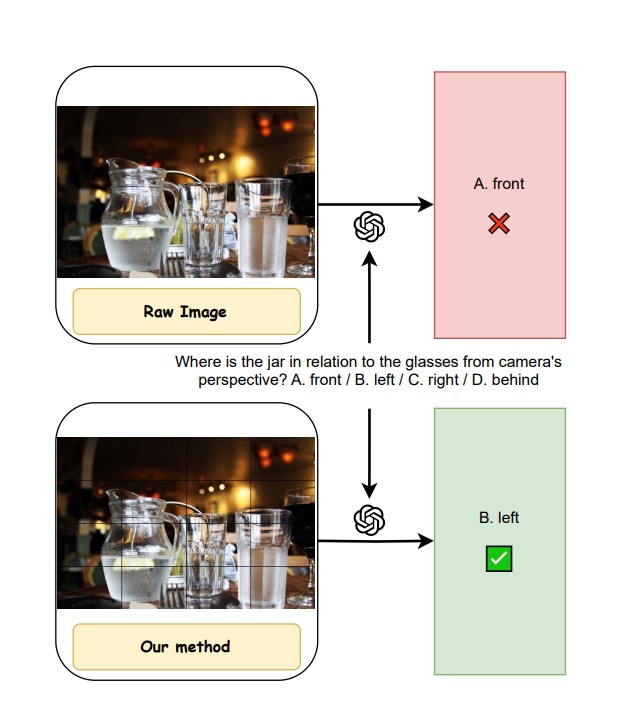 A. front
Raw Image
Where is the jar in relation to the glasses from camera's
perspective? A. front / B. left / C. right / D. behind
B. left
Our method